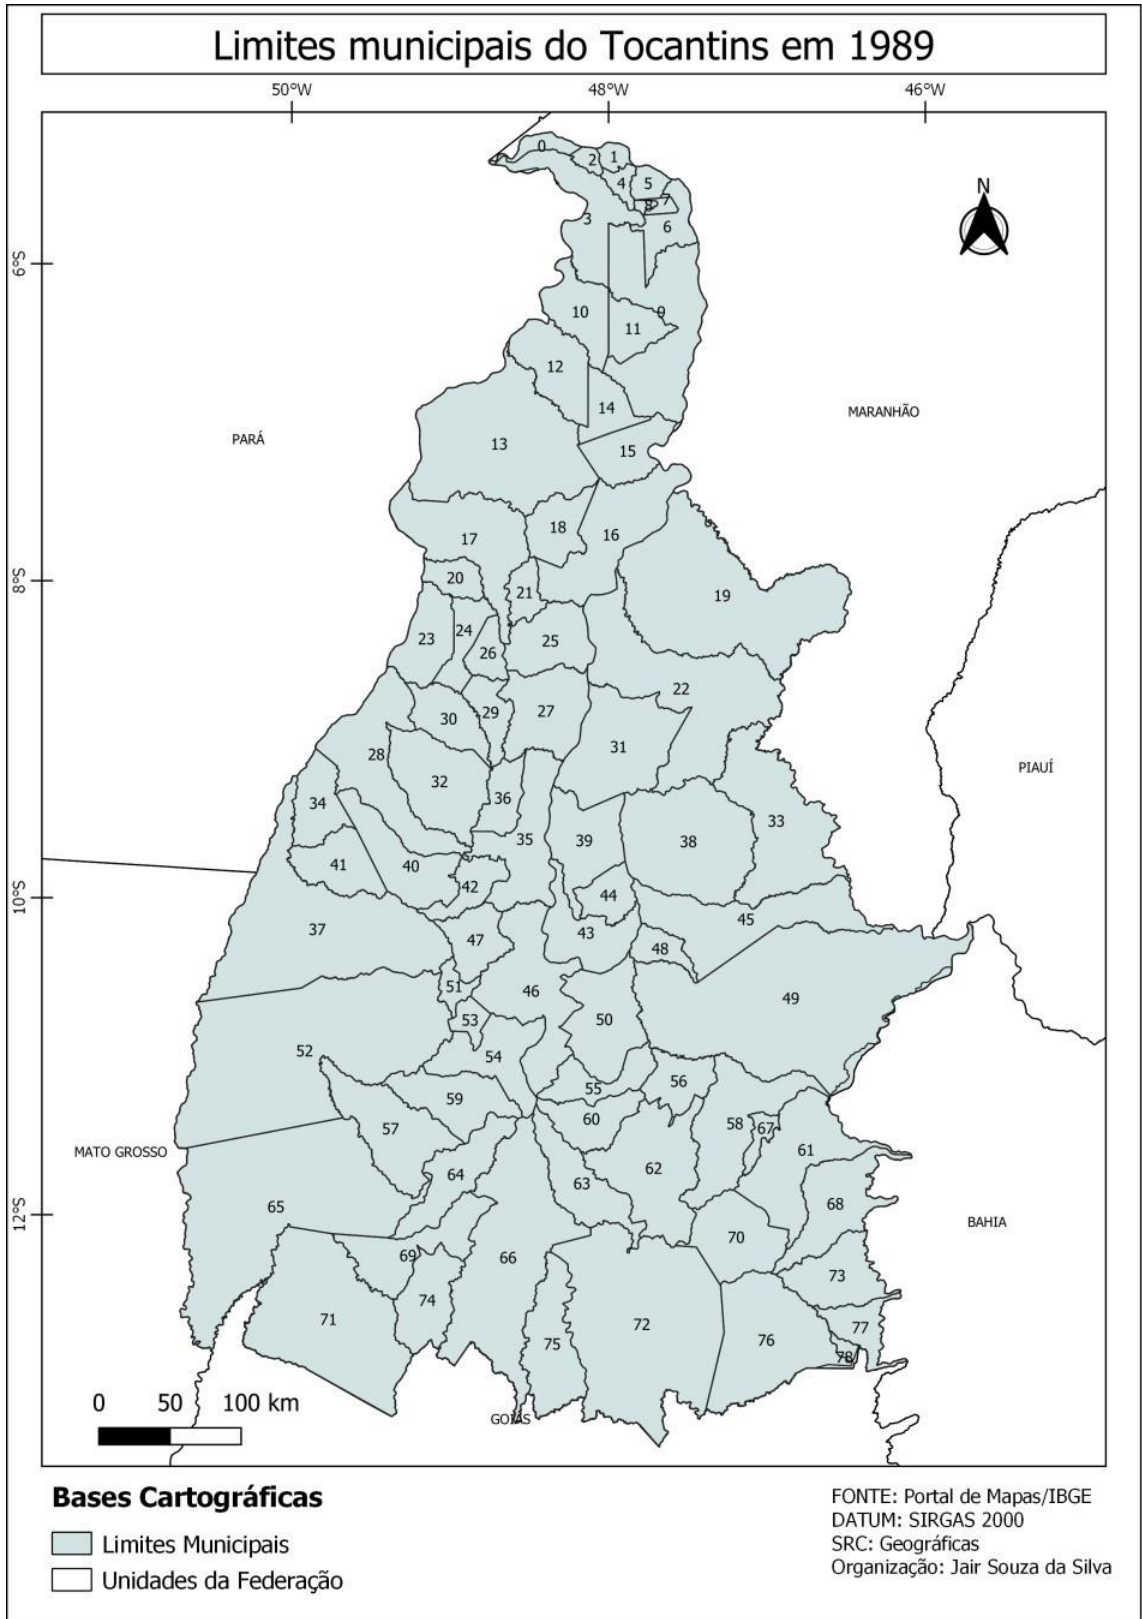 Limites municipais do Tocantins em 1989
50°W 48°W 46°W
0
2 1
4 5
7
8
3 6
N
6°S
10 9
11
12
14
MARANHÃO
PARÁ
13 15
18 16
17
8°S
20
21 19
24
23 25
26
22
30 29 27
28 31
32
PIAUÍ
34 36
33
35 39 38
41 40
42 44
10°S
45
37 43
47 48
51 46 49
53 50
52 54
55 56
59 60
57 58 67
MATO GROSSO
61
64 63 62
12°S
65 68
BAHIA
70
69 66
73
74
71 72 77
75 76
78
0 50 100 km
GOIÁS
Bases Cartográficas
Limites Municipais
Unidades da Federação
FONTE: Portal de Mapas/IBGE
DATUM: SIRGAS 2000
SRC: Geográficas
Organização: Jair Souza da Silva